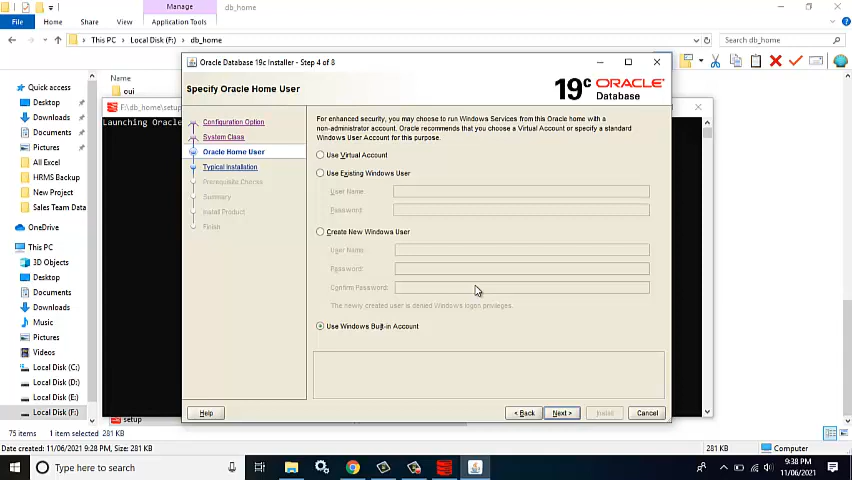 Manage
db_home
File
Home
Share
View
Application Tools
This PC
Local Disk (F:)
db_home
Search db_home
Quick access
Desktop
Downloads
Documents
Pictures
All Excel
HRMS Backup
New Project
Sales Team Data
OneDrive
This PC
3D Objects
Desktop
Documents
Downloads
Music
Pictures
Videos
Local Disk (C:)
Local Disk (D:)
Local Disk (E:)
Local Disk (F:)
Name
oui
F:\db_home\setup
Launching Oracle
setup
Oracle Database 19c Installer - Step 4 of 8
Specify Oracle Home User
19c ORACLE
Database
Configuration Option
System Class
Oracle Home User
Typical Installation
Prerequisite Checks
Summary
Install Product
Finish
For enhanced security, you may choose to run Windows Services from this Oracle home with a
non-administrator account. Oracle recommends that you choose a Virtual Account or specify a standard
Windows User Account for this purpose.
Use Virtual Account
Use Existing Windows User
User Name:
Password:
Create New Windows User
User Name:
Password:
Confirm Password:
The newly created user is denied Windows logon privileges.
Use Windows Built-in Account
Help
< Back
Next >
Install
Cancel
75 items
1 item selected 281 KB
Date created: 11/06/2021 9:28 PM
Size: 281 KB
281 KB
Computer
Type here to search
9:38 PM
11/06/2021